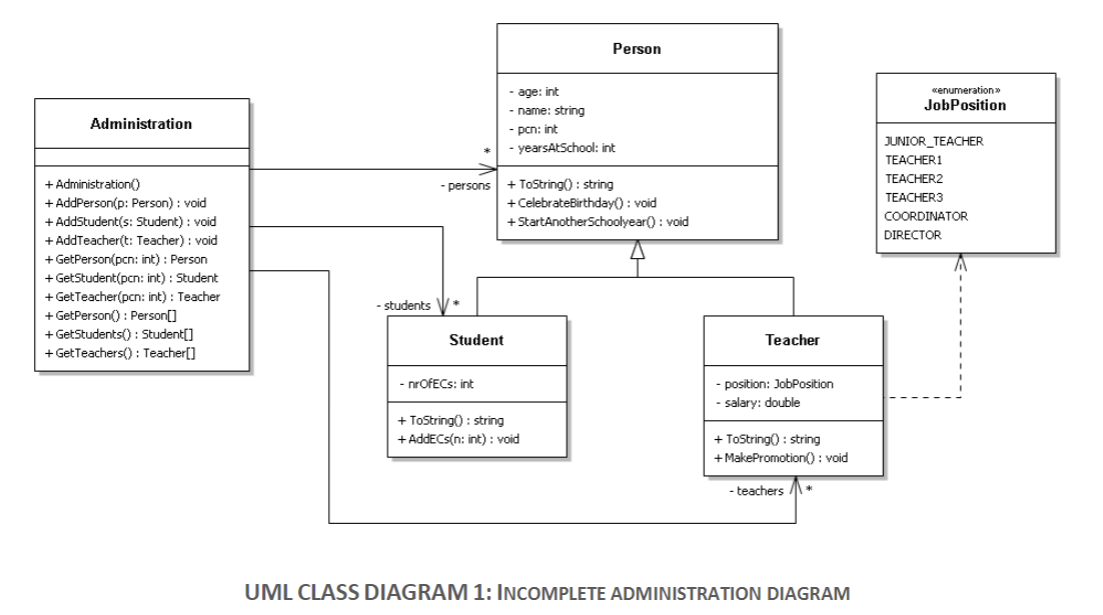 Person
- age: int
- name: string
- pcn: int
- yearsAtSchool: int
+ ToString() : string
+ CelebrateBirthday() : void
+ StartAnotherSchoolyear() : void
«enumeration»
JobPosition
JUNIOR_TEACHER
TEACHER1
TEACHER2
TEACHER3
COORDINATOR
DIRECTOR
Administration
+ Administration()
+ AddPerson(p: Person) : void
+ AddStudent(s: Student) : void
+ AddTeacher(t: Teacher) : void
+ GetPerson(pcn: int) : Person
+ GetStudent(pcn: int) : Student
+ GetTeacher(pcn: int) : Teacher
+ GetPerson() : Person[]
+ GetStudents() : Student[]
+ GetTeachers() : Teacher[]
*
- persons
- students *
Student
- nrOfECs: int
+ ToString() : string
+ AddECs(n: int) : void
Teacher
- position: JobPosition
- salary: double
+ ToString() : string
+ MakePromotion() : void
- teachers *
UML CLASS DIAGRAM 1: INCOMPLETE ADMINISTRATION DIAGRAM